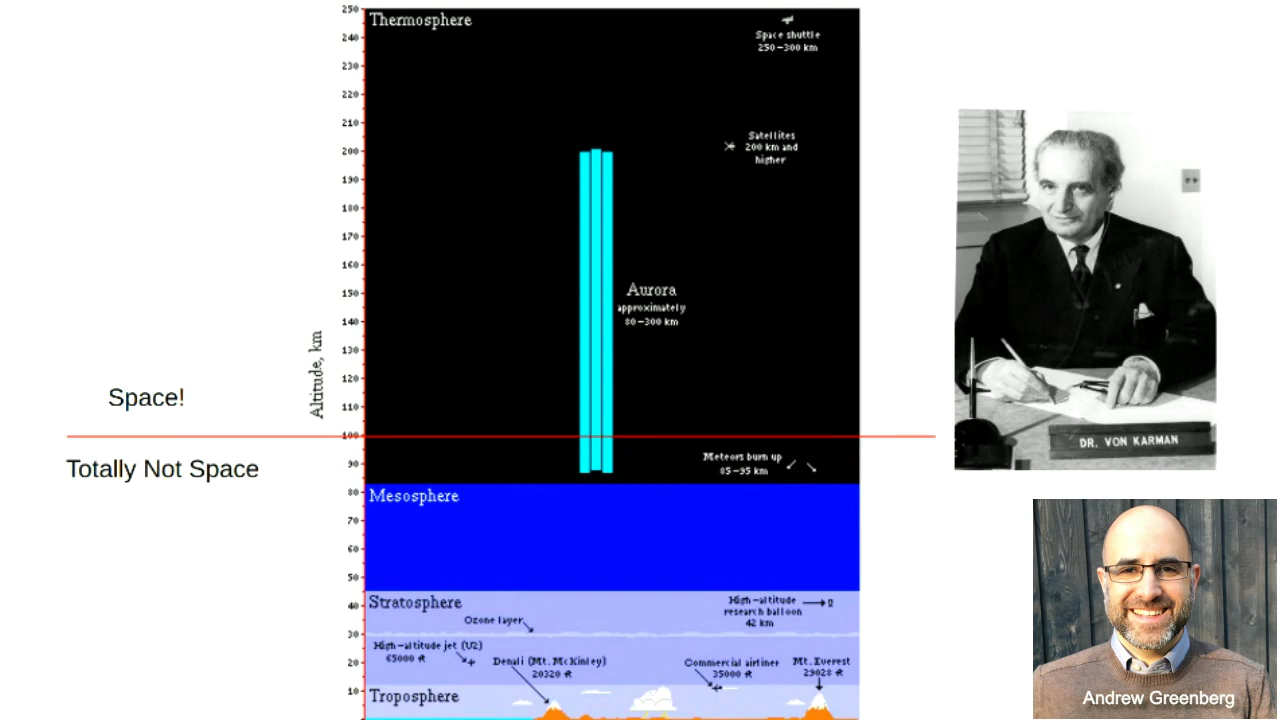 250
Thermosphere
Space shuttle
250–300 km
240
230
220
210
Satellites
200 km and
higher
200
190
180
170
160
150
Aurora
approximately
80–300 km
140
130
120
110
Altitude, km
Space!
100
Totally Not Space
Meteors burn up
85–95 km
90
80
Mesosphere
70
60
50
Stratosphere
High-altitude
research balloon
42 km
40
Ozone layer
30
High-altitude jet (U2)
65000 ft
Denali (Mt. McKinley)
20320 ft
Commercial airliner
35000 ft
Mt. Everest
29028 ft
20
10
Troposphere
DR. VON KARMAN
Andrew Greenberg